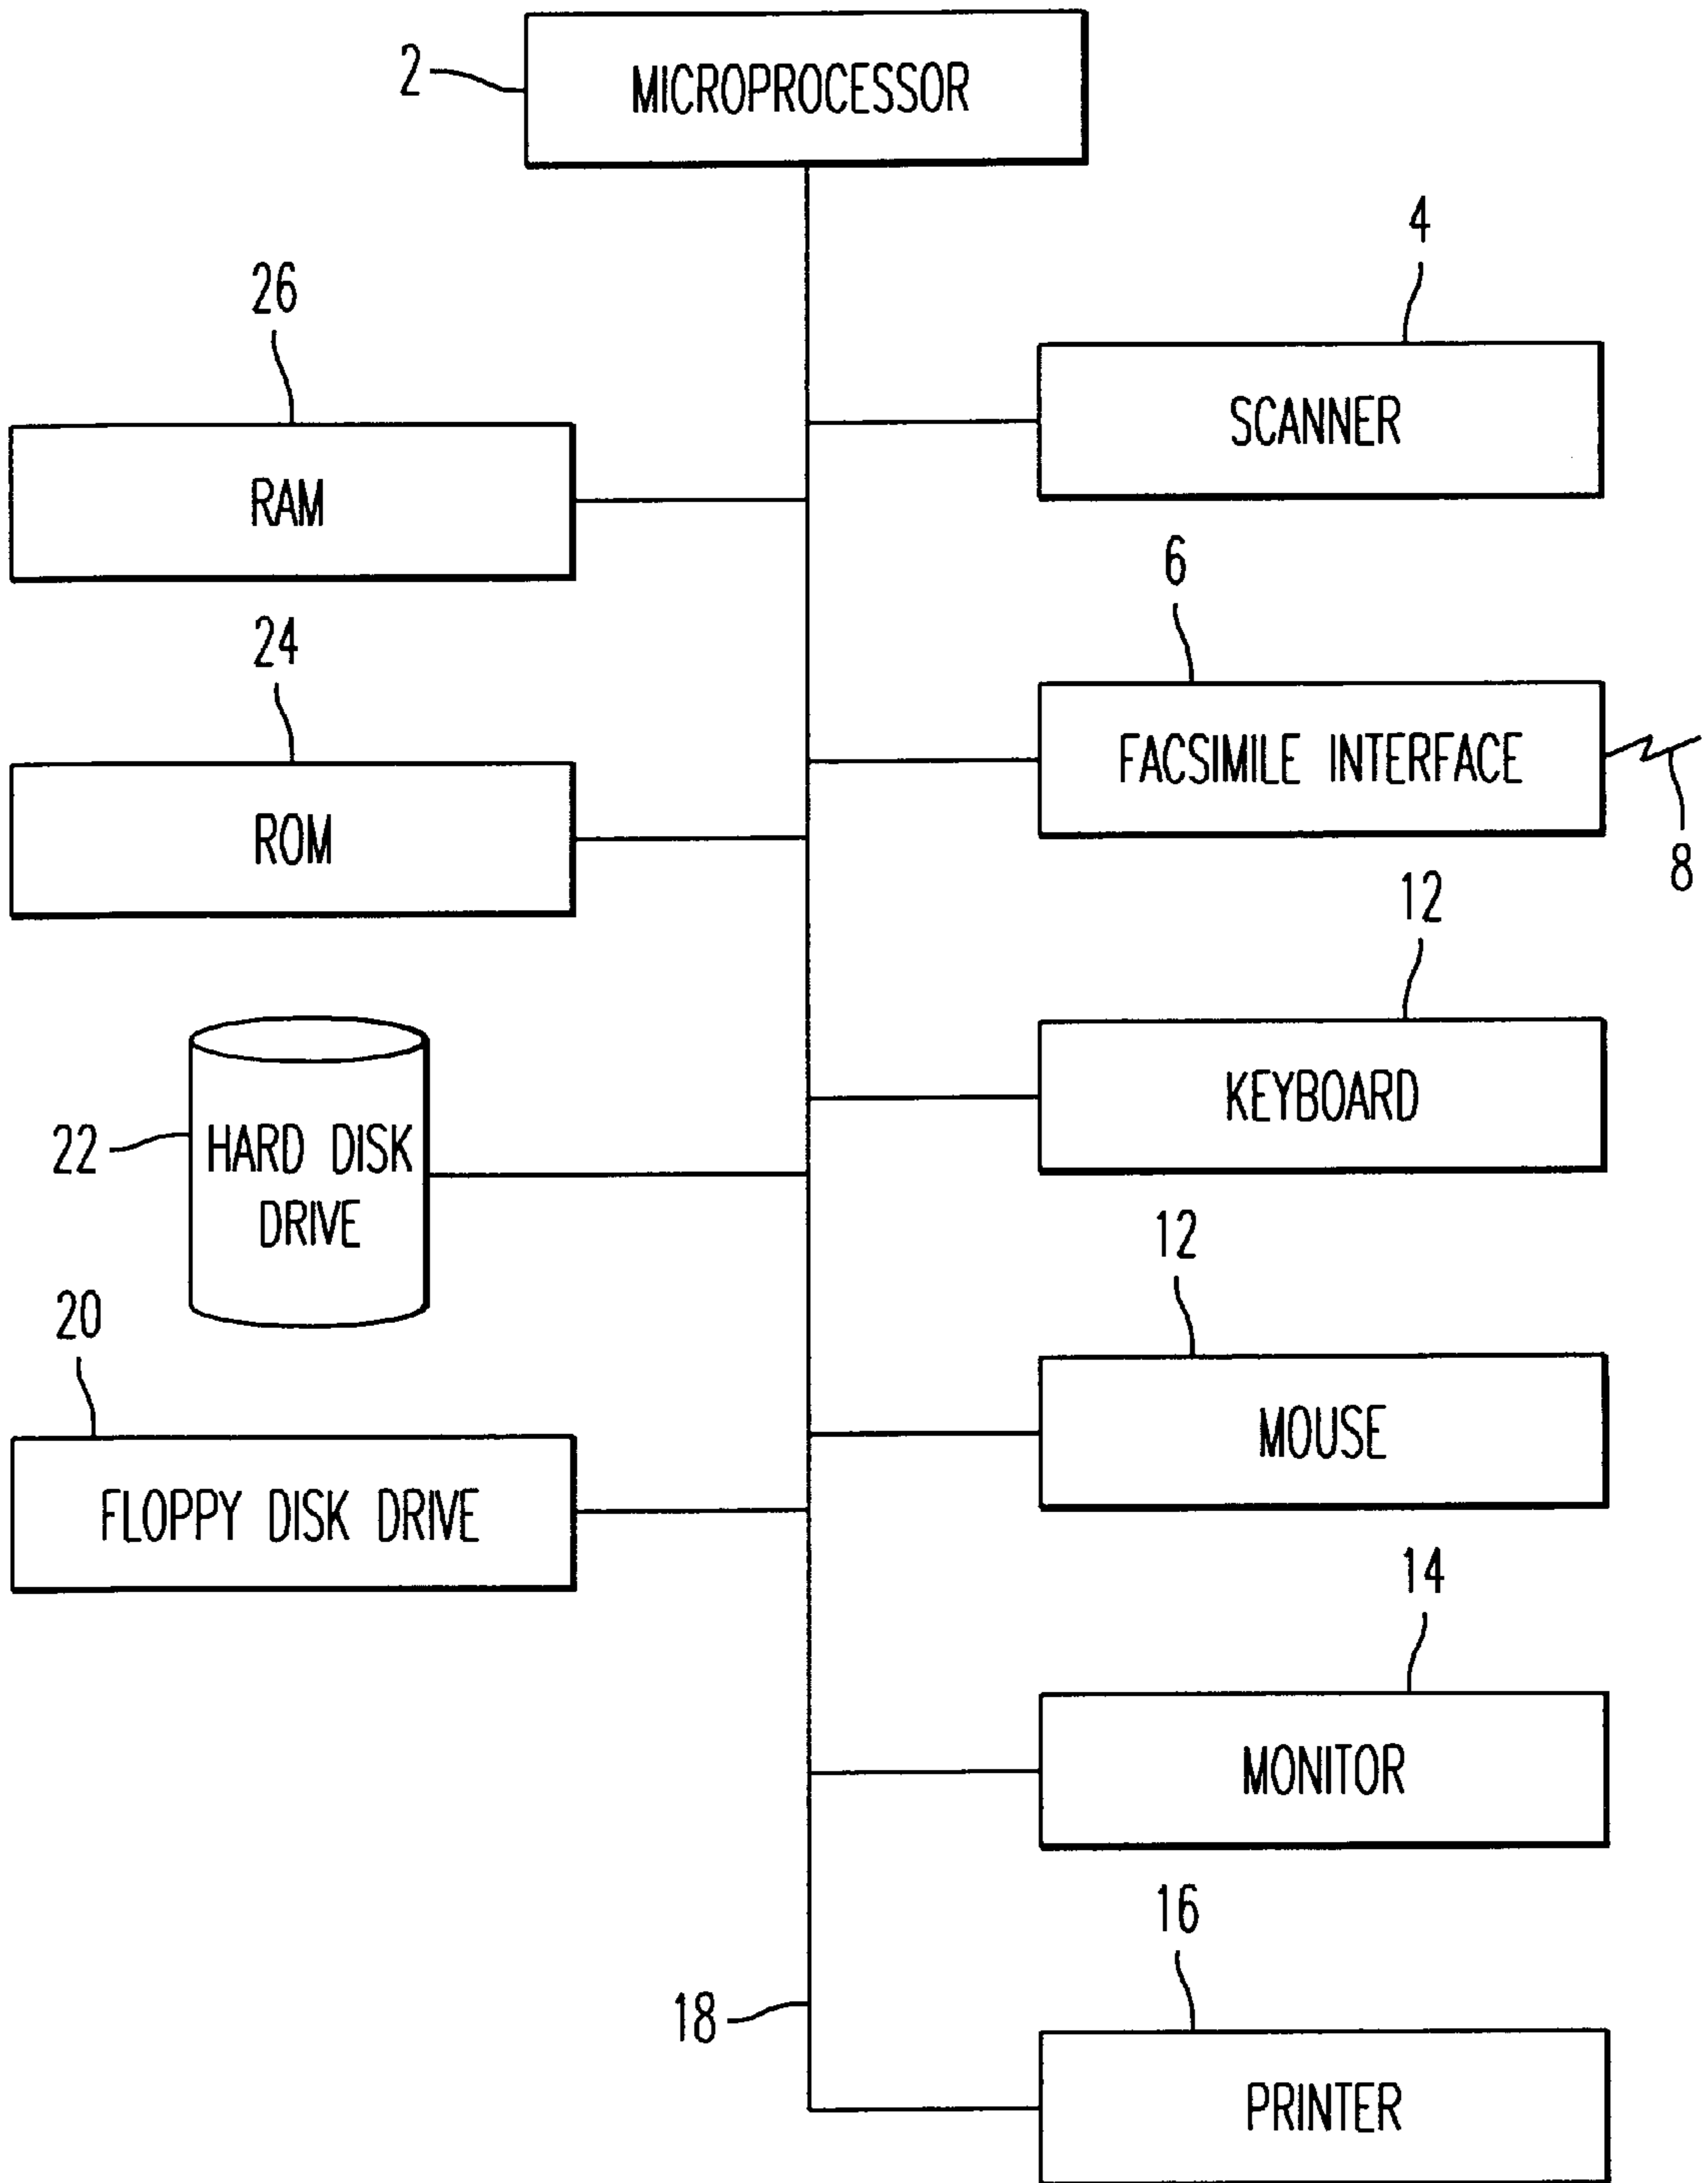 2
MICROPROCESSOR
4
26
SCANNER
RAM
6
24
FACSIMILE INTERFACE
ROM
8
12
KEYBOARD
22
HARD DISK
DRIVE
12
20
MOUSE
FLOPPY DISK DRIVE
14
MONITOR
16
18
PRINTER